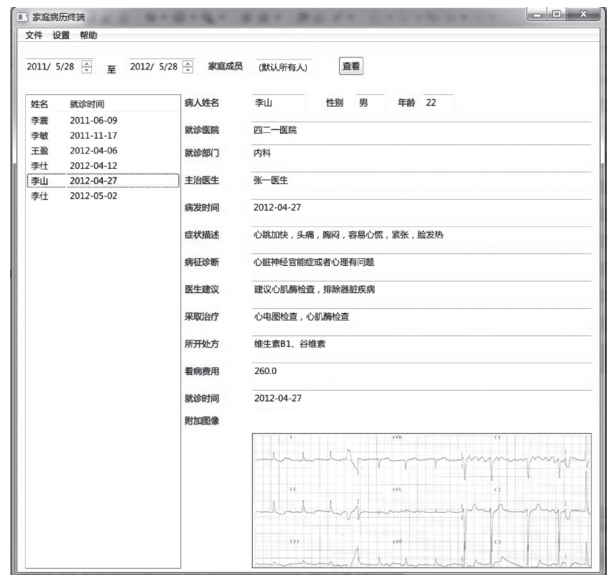 家庭病历终端
文件 设置 帮助
2011/ 5/28 至 2012/ 5/28 家庭成员 (默认所有人) 查看
姓名 就诊时间
李震 2011-06-09
李敏 2011-11-17
王盈 2012-04-06
李仕 2012-04-12
李山 2012-04-27
李仕 2012-05-02
病人姓名 李山 性别 男 年龄 22
就诊医院 四二一医院
就诊部门 内科
主治医生 张一医生
病发时间 2012-04-27
症状描述 心跳加快，头痛，胸闷，容易心慌，紧张，脸发热
病征诊断 心脏神经官能症或者心理有问题
医生建议 建议心肌酶检查，排除器脏疾病
采取治疗 心电图检查，心肌酶检查
所开处方 维生素B1、谷维素
看病费用 260.0
就诊时间 2012-04-27
附加图像
I aVR C1
II aVL C2
III aVF C3